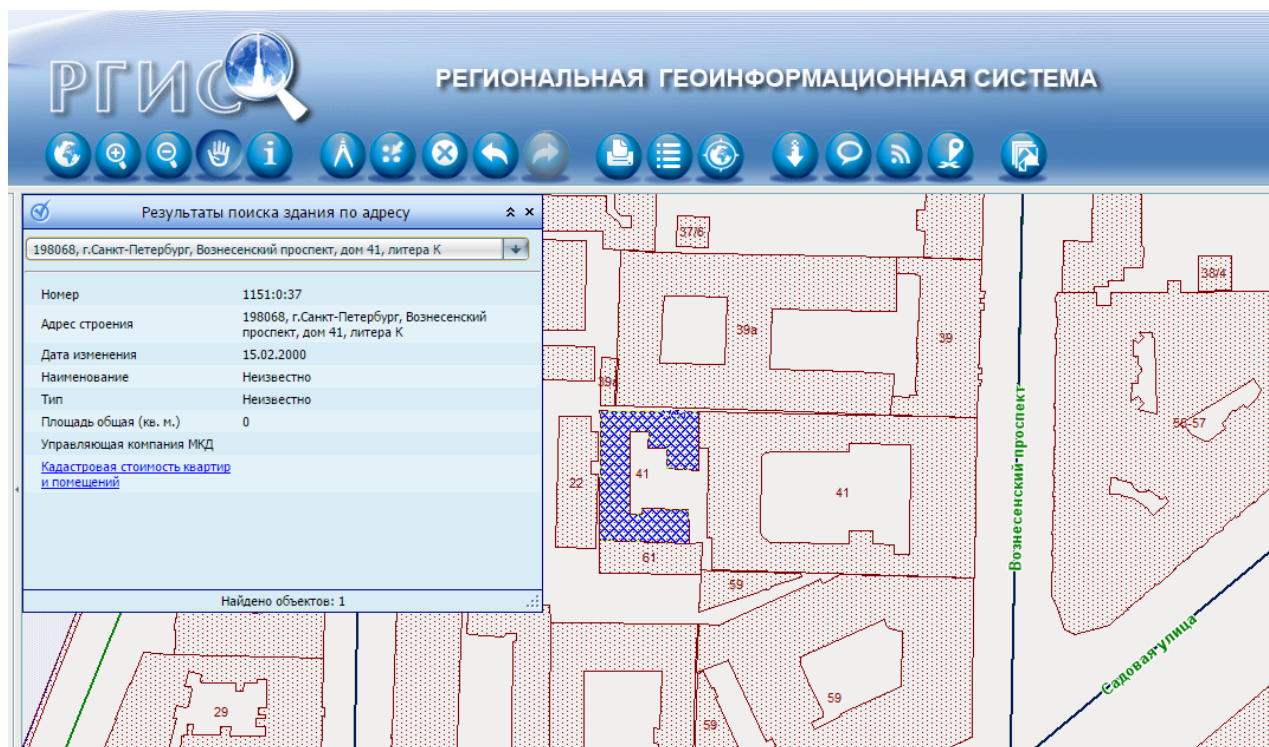 РГИС
РЕГИОНАЛЬНАЯ ГЕОИНФОРМАЦИОННАЯ СИСТЕМА
Результаты поиска здания по адресу
198068, г.Санкт-Петербург, Вознесенский проспект, дом 41, литера К
Номер 1151:0:37
Адрес строения 198068, г.Санкт-Петербург, Вознесенский
проспект, дом 41, литера К
Дата изменения 15.02.2000
Наименование Неизвестно
Тип Неизвестно
Площадь общая (кв. м.) 0
Управляющая компания МКД
Кадастровая стоимость квартир
и помещений
Найдено объектов: 1
37/6
38/4
39а
39
39а
56-57
Вознесенский проспект
22
41
41
61
59
Садовая улица
29
59
59